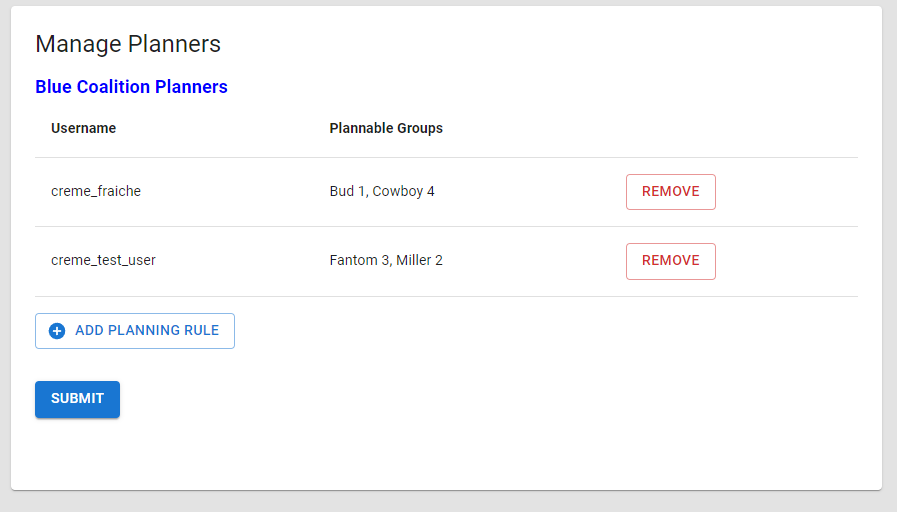 Manage Planners
Blue Coalition Planners
Username Plannable Groups
creme_fraiche Bud 1, Cowboy 4 REMOVE
creme_test_user Fantom 3, Miller 2 REMOVE
ADD PLANNING RULE
SUBMIT